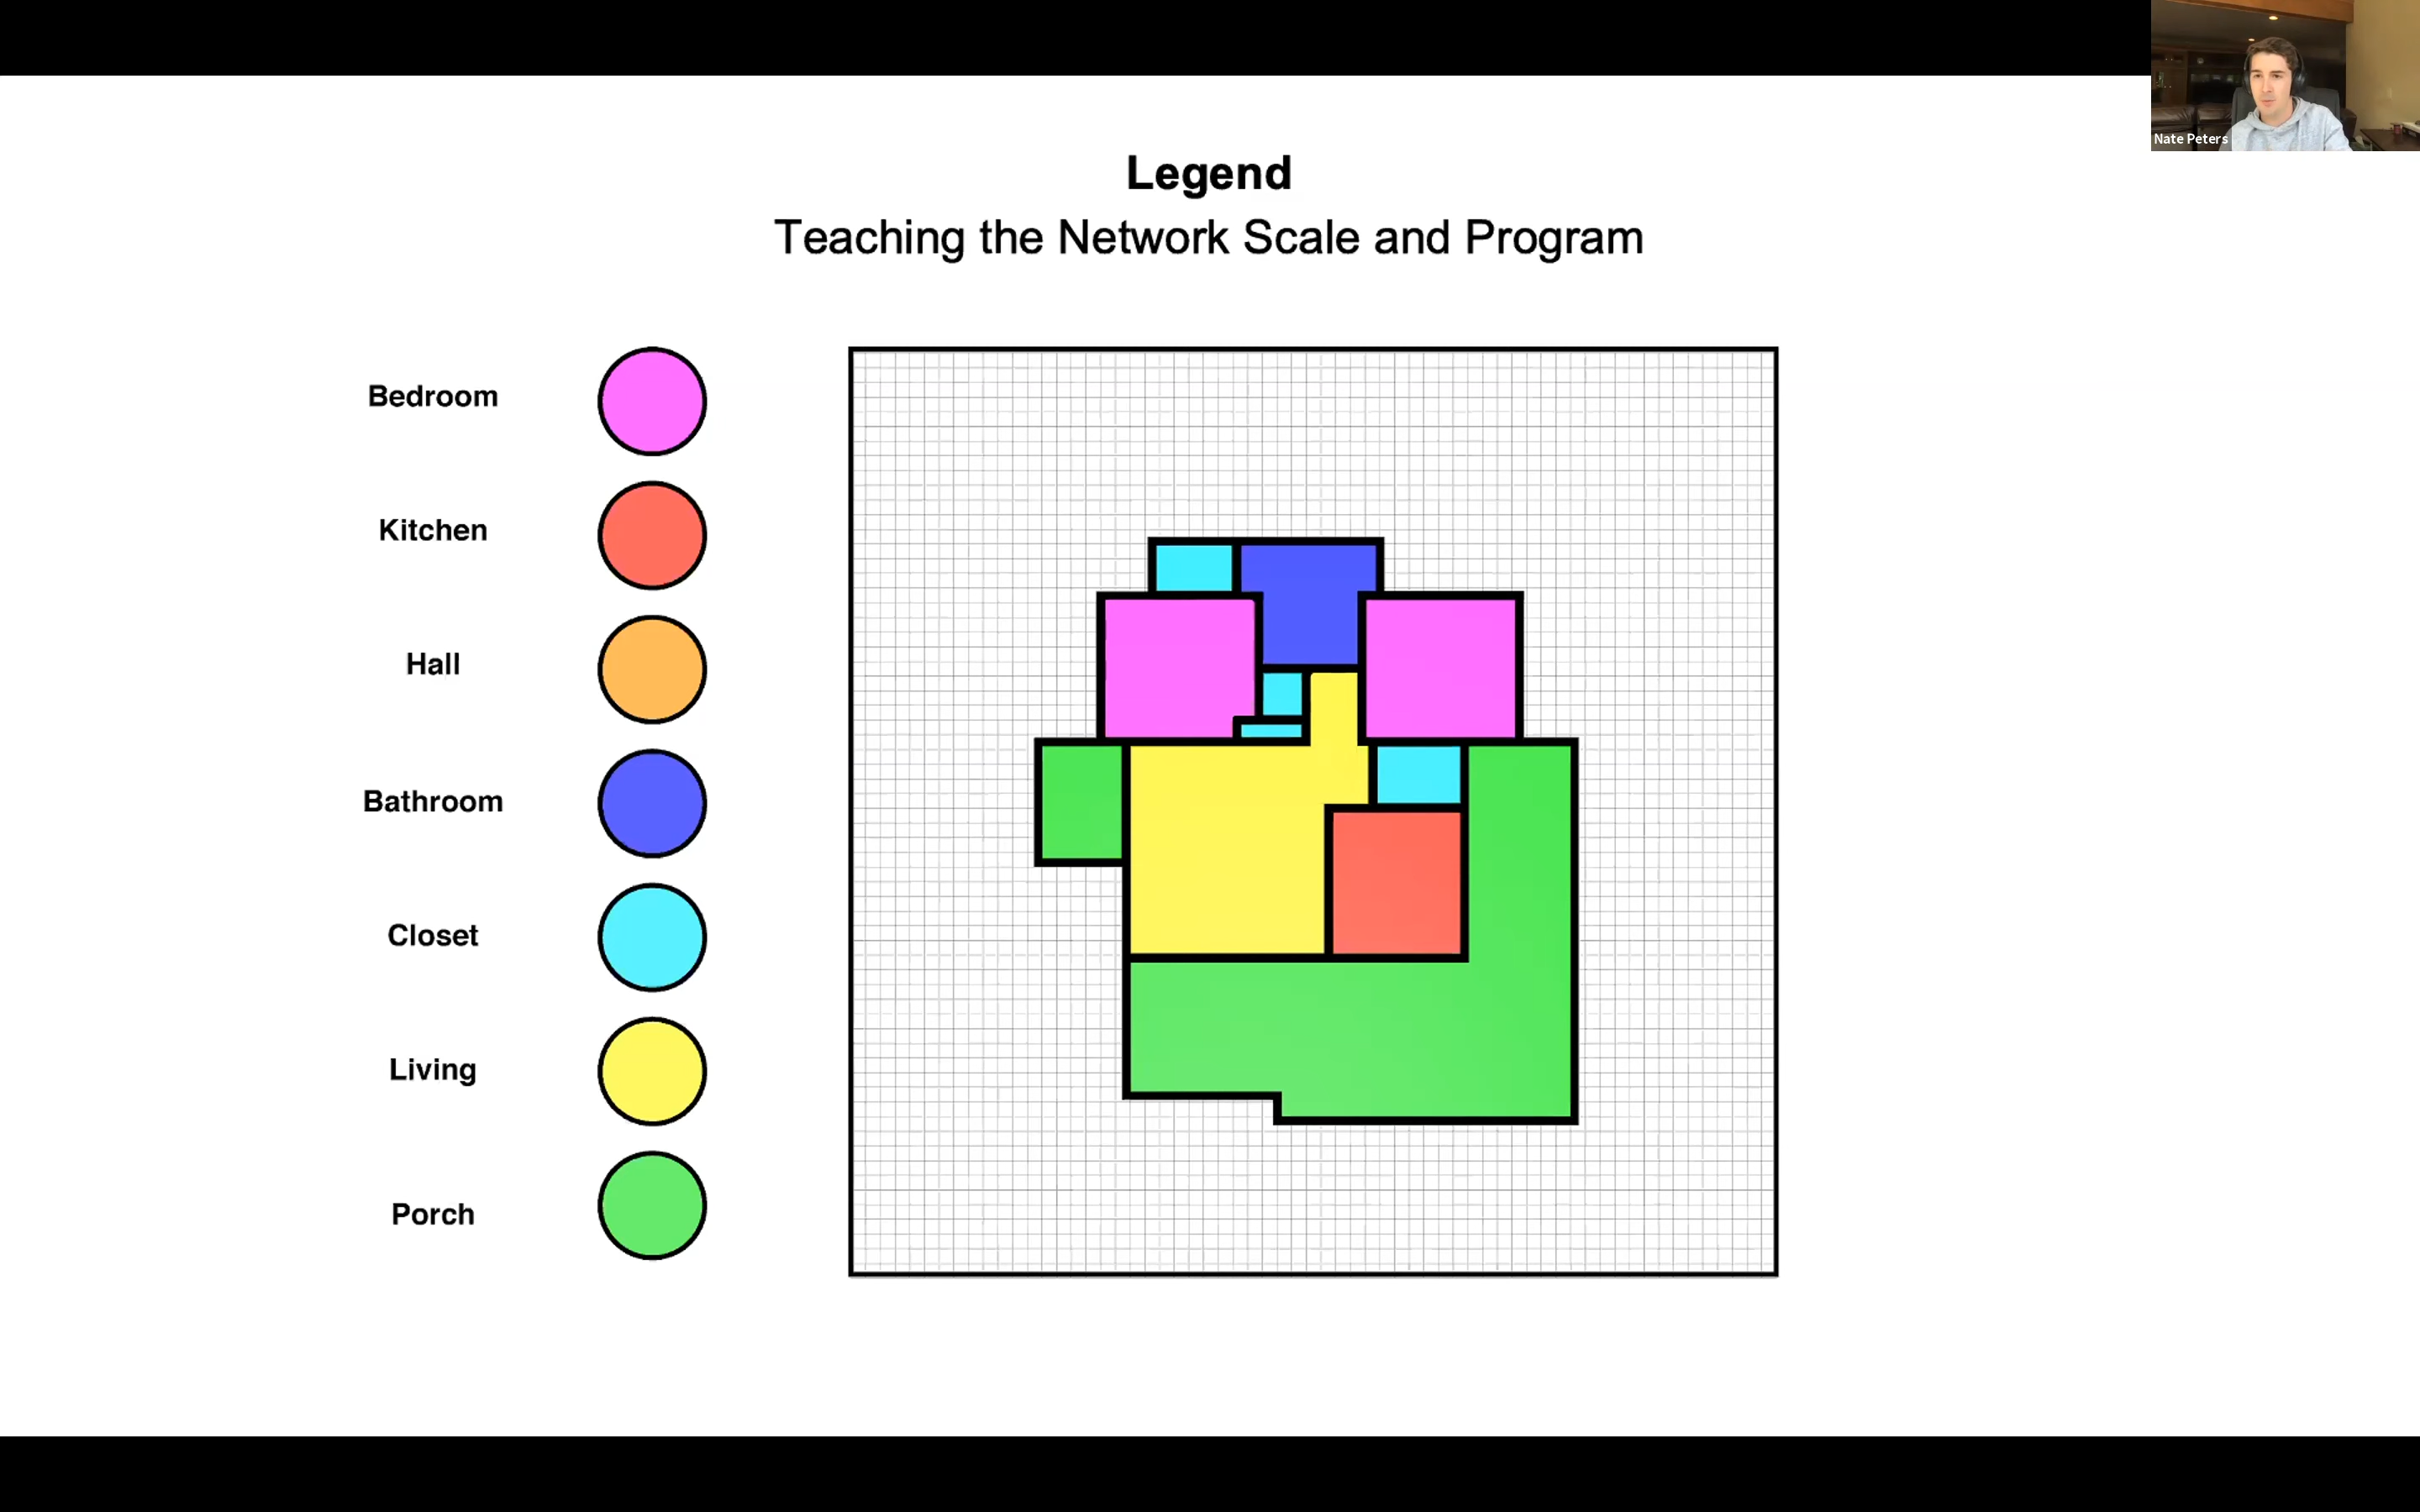 Nate Peters
Legend
Teaching the Network Scale and Program
Bedroom
Kitchen
Hall
Bathroom
Closet
Living
Porch